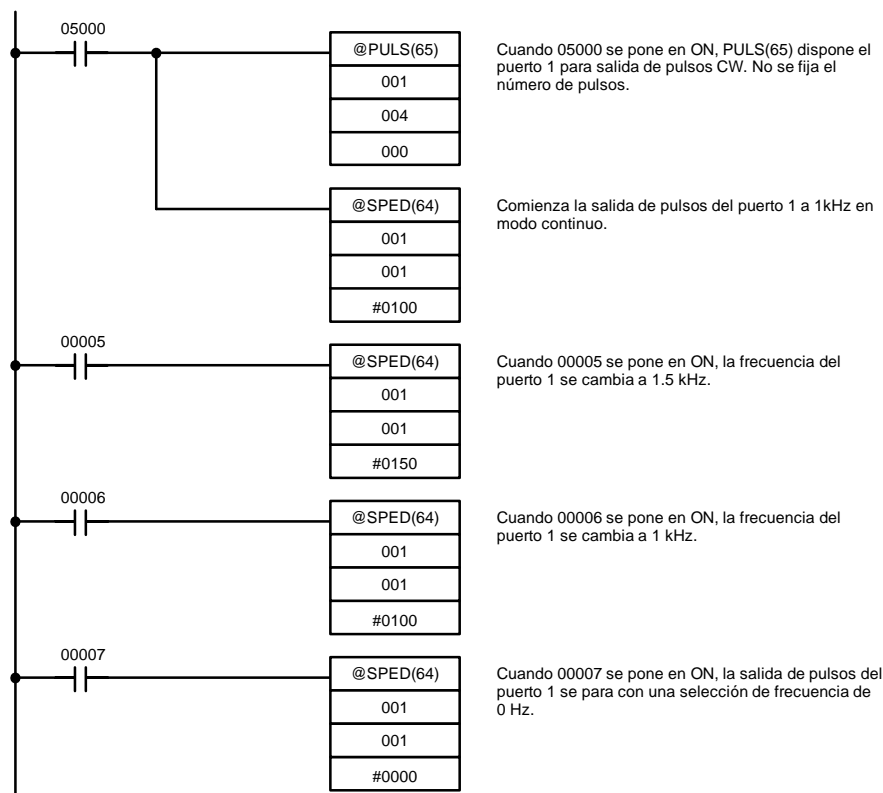 05000
@PULS(65)
001
004
000
Cuando 05000 se pone en ON, PULS(65) dispone el
puerto 1 para salida de pulsos CW. No se fija el
número de pulsos.
@SPED(64)
001
001
#0100
Comienza la salida de pulsos del puerto 1 a 1kHz en
modo continuo.
00005
@SPED(64)
001
001
#0150
Cuando 00005 se pone en ON, la frecuencia del
puerto 1 se cambia a 1.5 kHz.
00006
@SPED(64)
001
001
#0100
Cuando 00006 se pone en ON, la frecuencia del
puerto 1 se cambia a 1 kHz.
00007
@SPED(64)
001
001
#0000
Cuando 00007 se pone en ON, la salida de pulsos del
puerto 1 se para con una selección de frecuencia de
0 Hz.